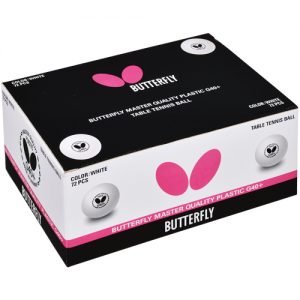 COLOR/WHITE
72 PCS
BUTTERFLY
BUTTERFLY MASTER QUALITY PLASTIC G40+
TABLE TENNIS BALL
COLOR:WHITE
72 PCS
TABLE TENNIS BALL
BUTTERFLY MASTER QUALITY PLASTIC G40+
BUTTERFLY